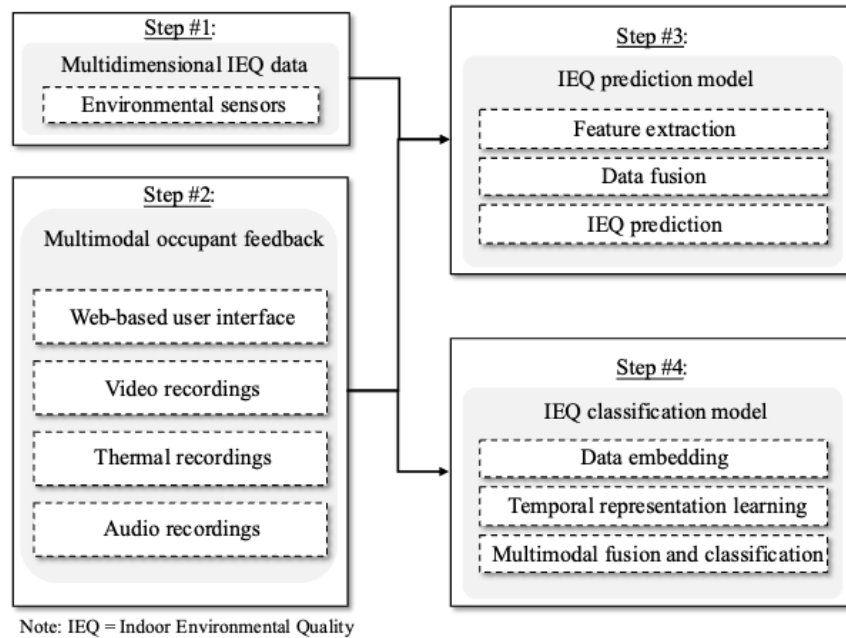 Step #1:
Multidimensional IEQ data
Environmental sensors
Step #2:
Multimodal occupant feedback
Web-based user interface
Video recordings
Thermal recordings
Audio recordings
Step #3:
IEQ prediction model
Feature extraction
Data fusion
IEQ prediction
Step #4:
IEQ classification model
Data embedding
Temporal representation learning
Multimodal fusion and classification
Note: IEQ = Indoor Environmental Quality